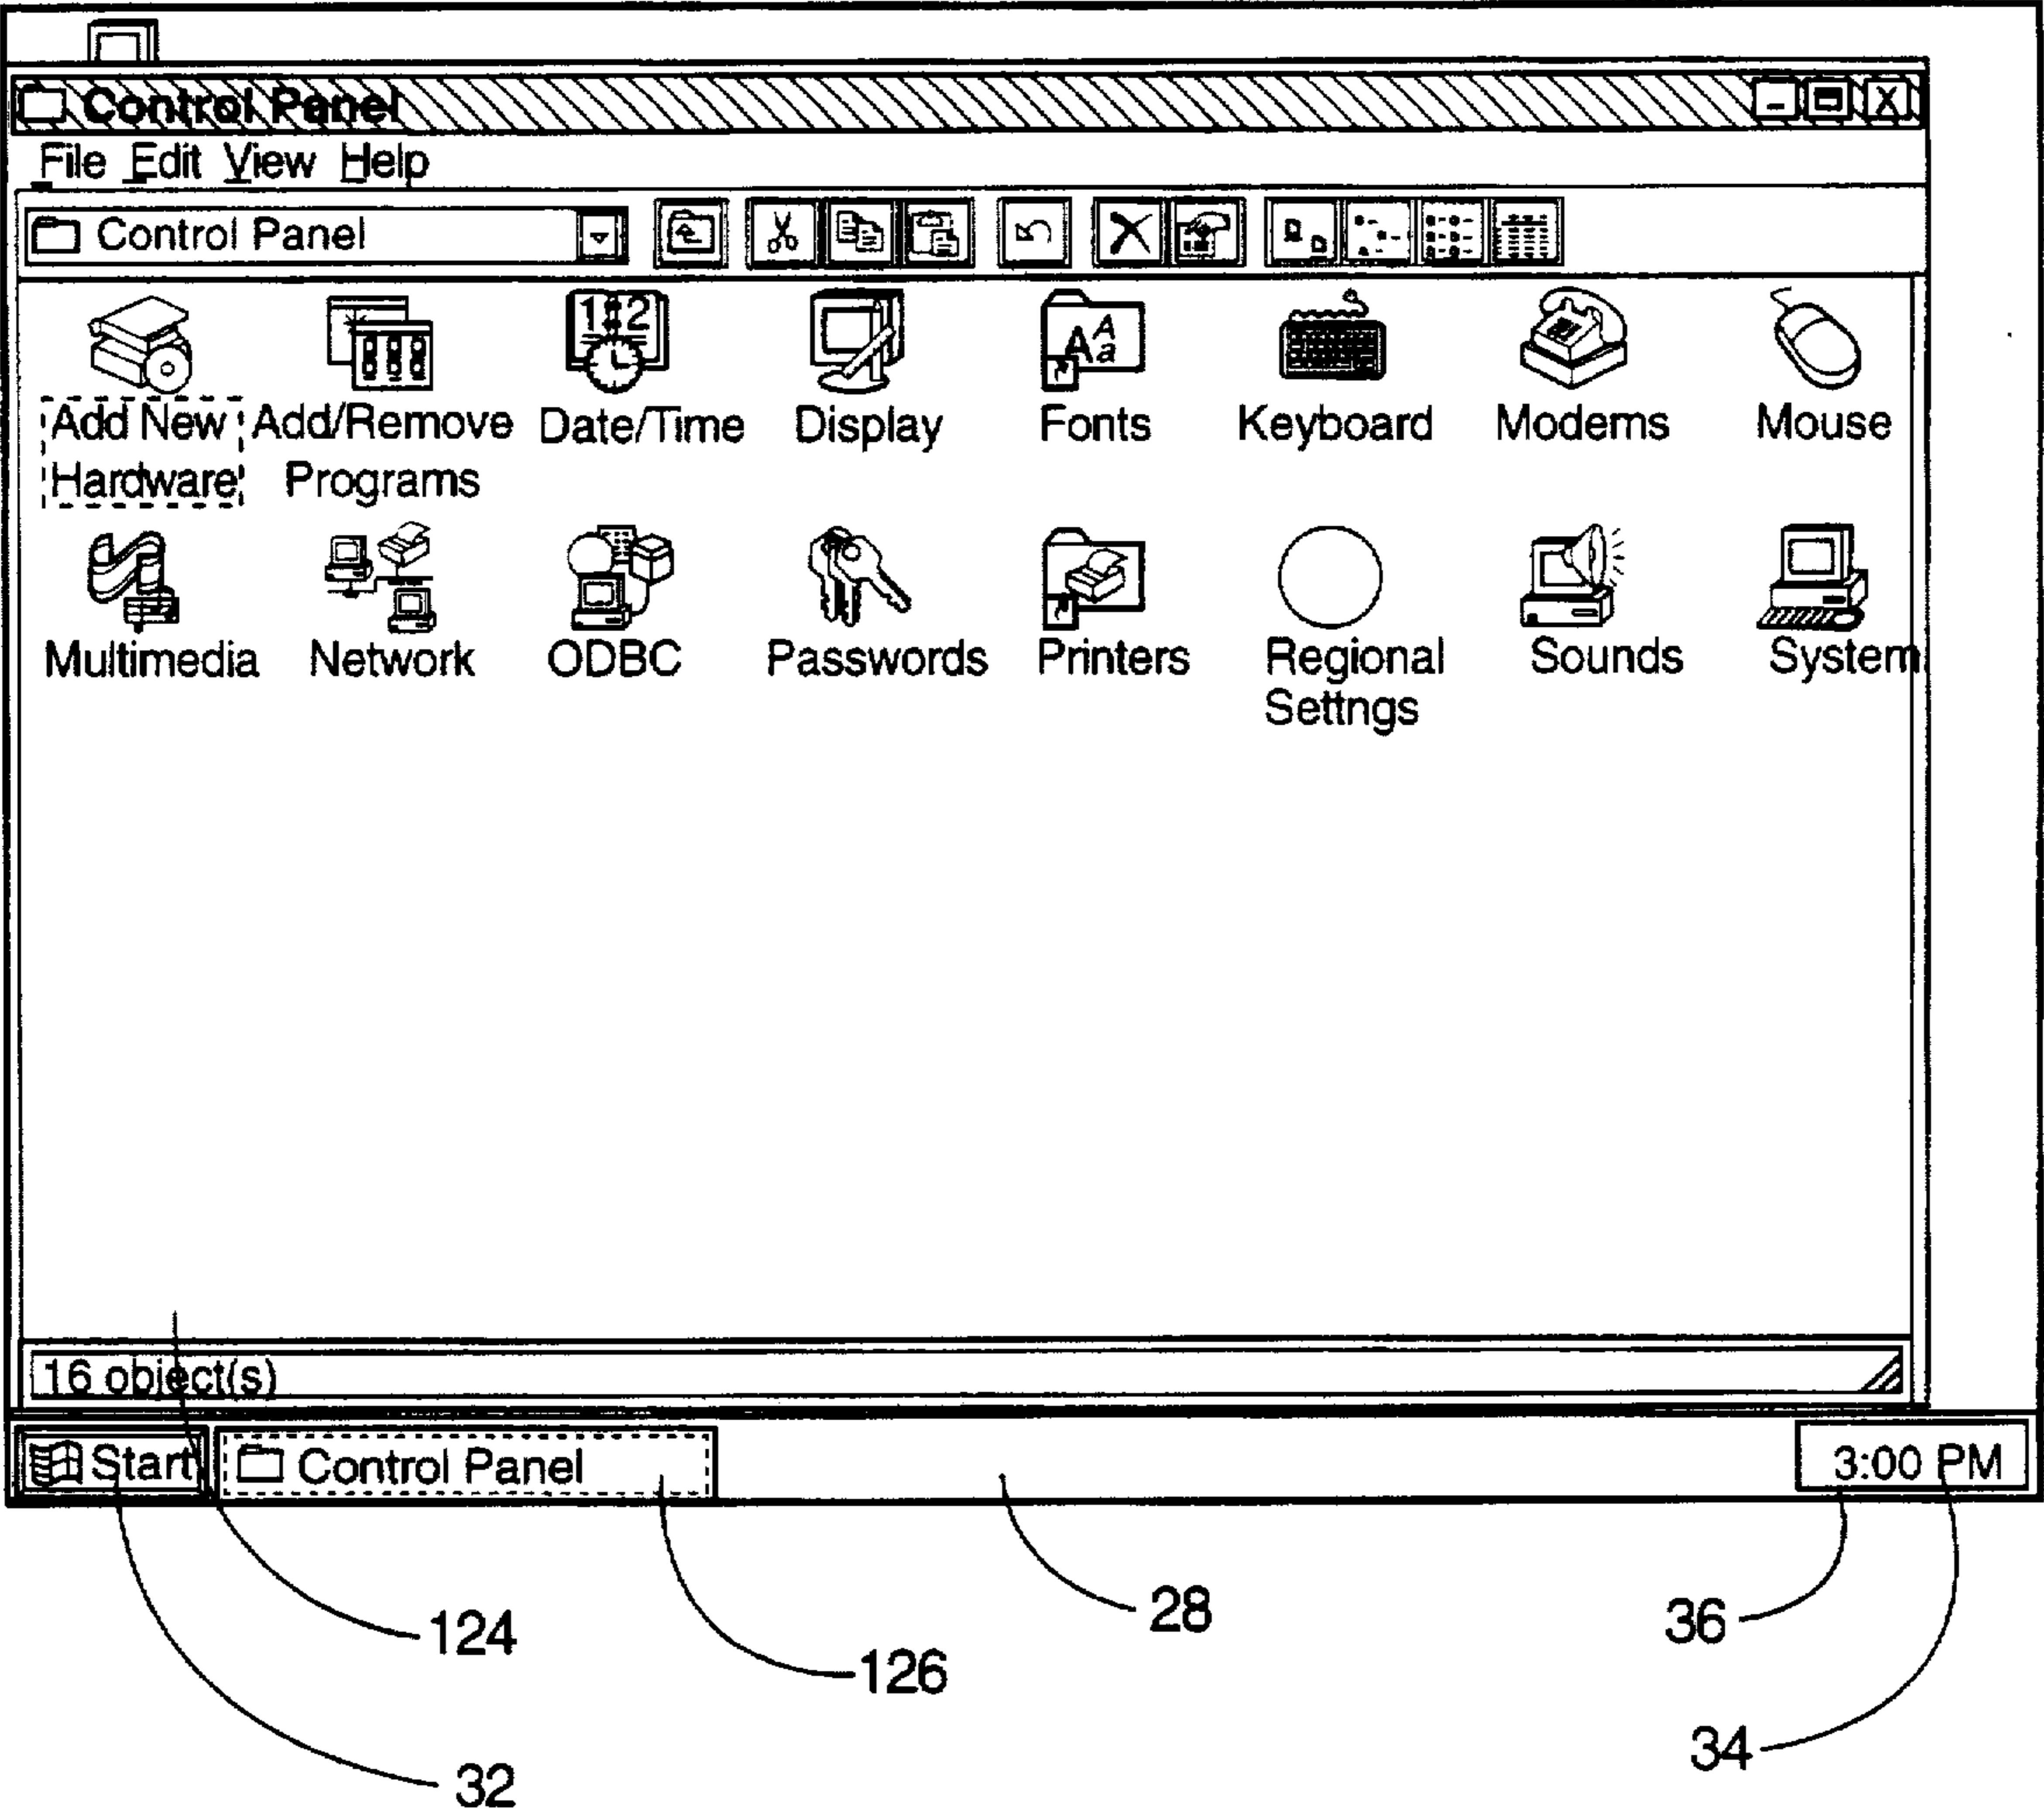 Control Panel
File Edit View Help
Control Panel
1 2
A A a
Add New Add/Remove Date/Time Display Fonts Keyboard Modems Mouse
Hardware Programs
Multimedia Network ODBC Passwords Printers Regional Sounds System
Settngs
16 object(s)
Start Control Panel 3:00 PM
28
36
124
126
34
32